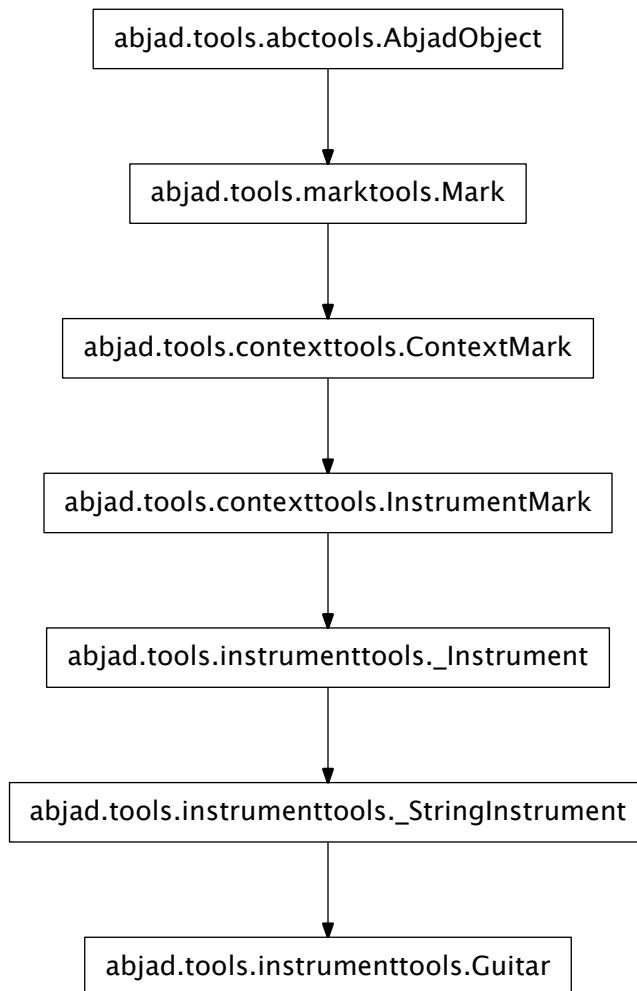 abjad.tools.abctools.AbjadObject
abjad.tools.marktools.Mark
abjad.tools.contexttools.ContextMark
abjad.tools.contexttools.InstrumentMark
abjad.tools.instrumenttools._Instrument
abjad.tools.instrumenttools._StringInstrument
abjad.tools.instrumenttools.Guitar